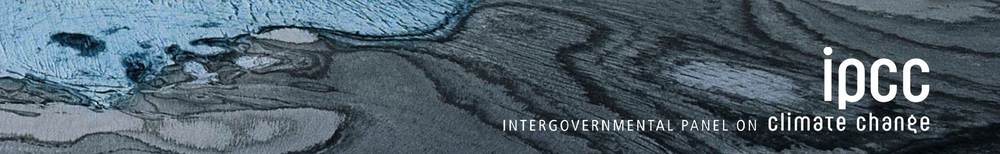 ipcc
INTERGOVERNMENTAL PANEL ON climate change